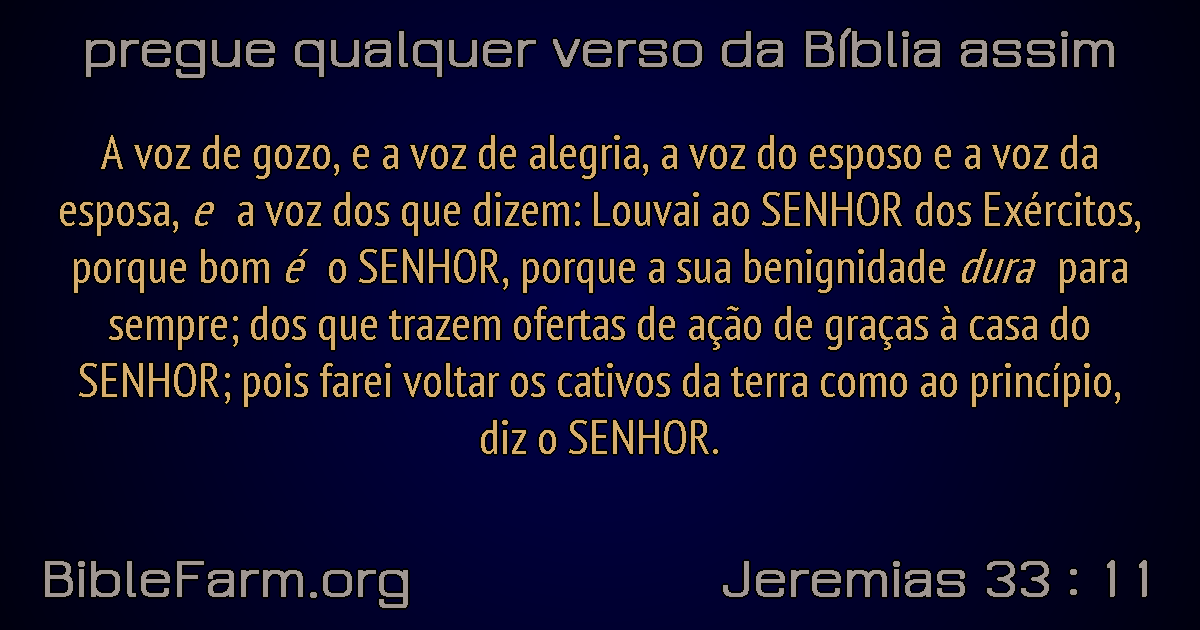 pregue qualquer verso da Bíblia assim
A voz de gozo, e a voz de alegria, a voz do esposo e a voz da
esposa, e a voz dos que dizem: Louvai ao SENHOR dos Exércitos,
porque bom é o SENHOR, porque a sua benignidade dura para
sempre; dos que trazem ofertas de ação de graças à casa do
SENHOR; pois farei voltar os cativos da terra como ao princípio,
diz o SENHOR.
BibleFarm.org
Jeremias 33 : 11